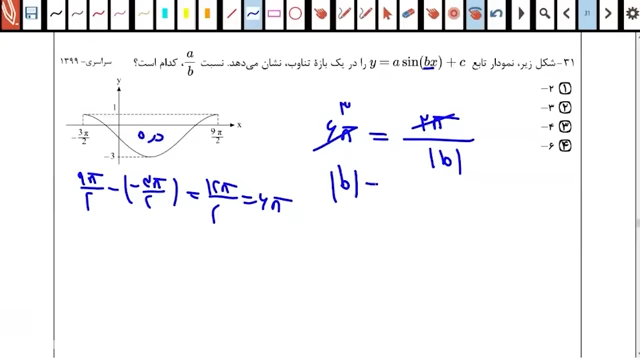 ۳۱- شکل زیر، نمودار تابع y = a sin(bx) + c را در یک بازهٔ تناوب، نشان می‌دهد. نسبت a/b، کدام است؟ سراسری - ۱۳۹۹
۱) ۲-
۲) ۳-
۳) ۴-
۴) ۶-
y
1
x
-3π/2
9π/2
-3
۶π = ۲π/|b|
۳
|b| =
۹π/۲ - (-۳π/۲) = ۱۲π/۲ = ۶π